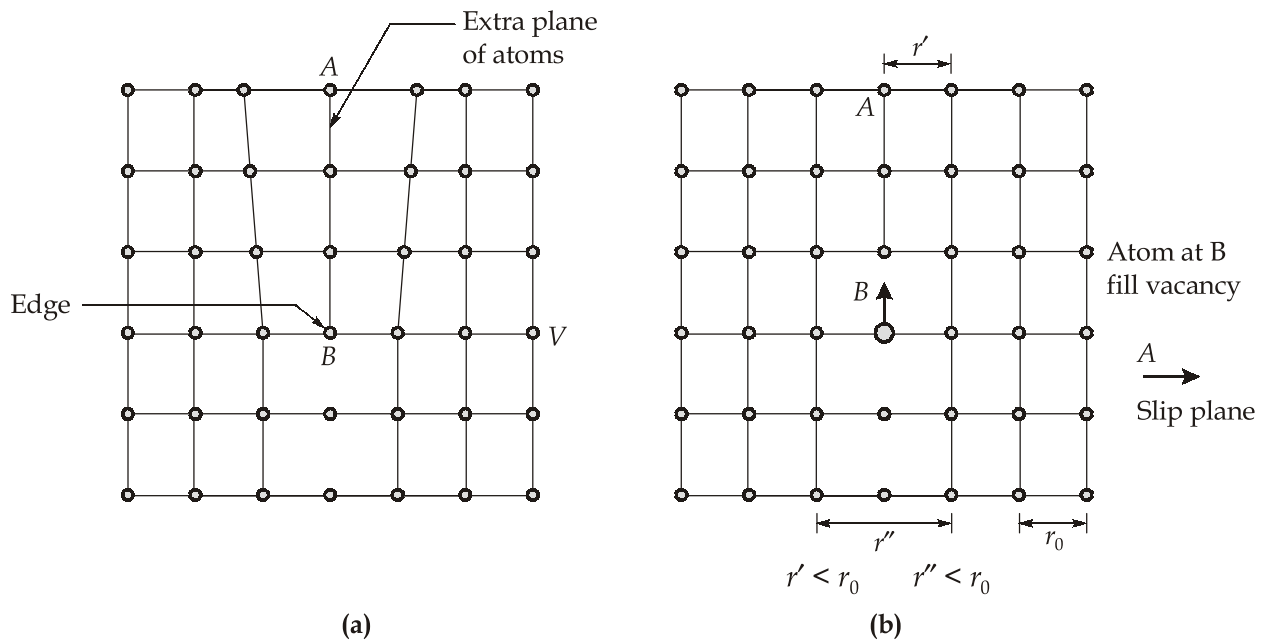 Extra plane
of atoms
A
Edge
B
V
(a)
r′
A
B
Atom at B
fill vacancy
A
Slip plane
r″
r₀
r′ < r₀
r″ < r₀
(b)